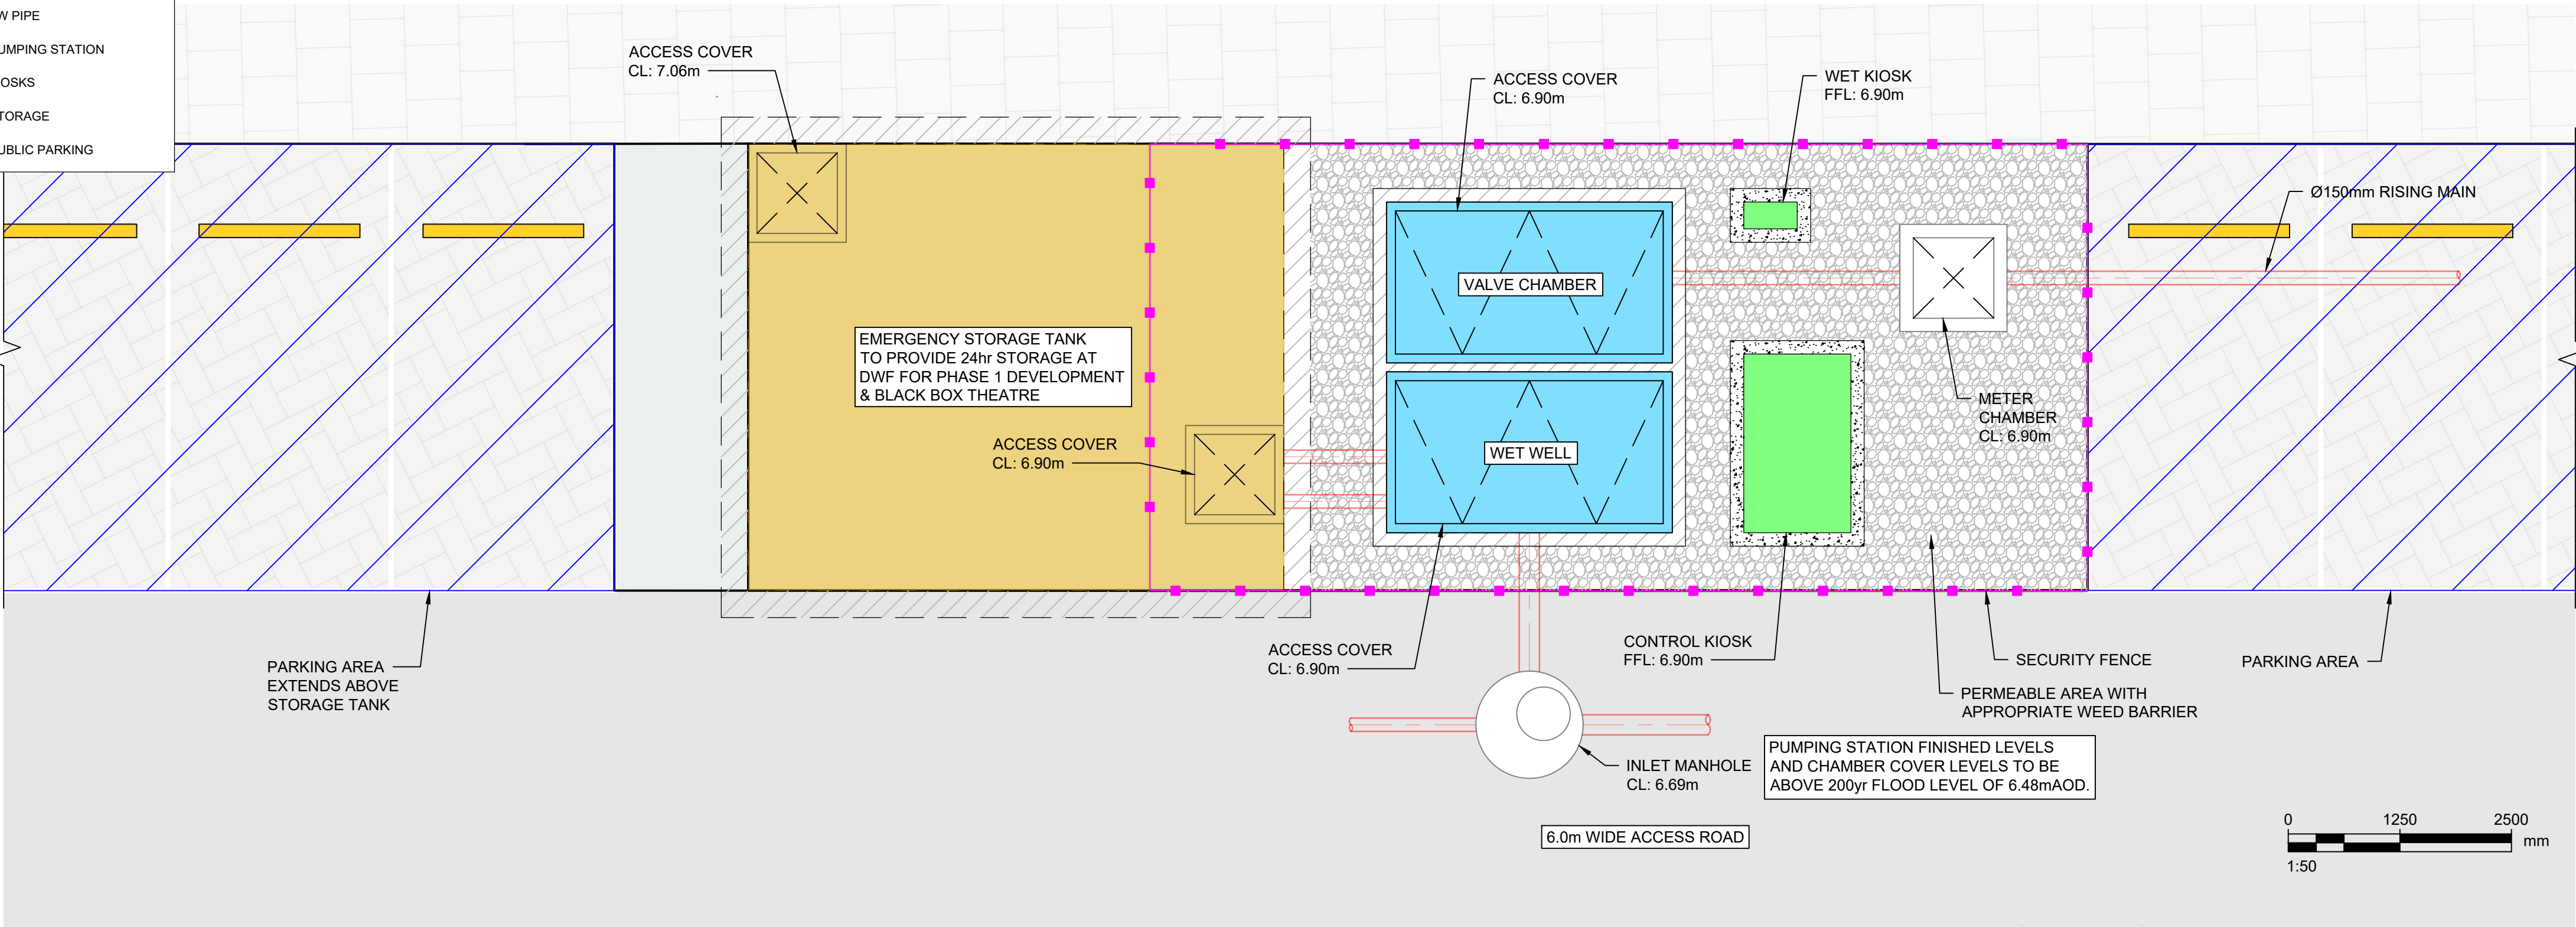 PUMPING STATION
STORAGE
PUBLIC PARKING
ACCESS COVER
CL: 7.06m
ACCESS COVER
CL: 6.90m
WET KIOSK
FFL: 6.90m
Ø150mm RISING MAIN
VALVE CHAMBER
EMERGENCY STORAGE TANK
TO PROVIDE 24hr STORAGE AT
DWF FOR PHASE 1 DEVELOPMENT
& BLACK BOX THEATRE
METER
CHAMBER
CL: 6.90m
ACCESS COVER
CL: 6.90m
WET WELL
ACCESS COVER
CL: 6.90m
CONTROL KIOSK
FFL: 6.90m
SECURITY FENCE
PARKING AREA
PARKING AREA
EXTENDS ABOVE
STORAGE TANK
PERMEABLE AREA WITH
APPROPRIATE WEED BARRIER
INLET MANHOLE
CL: 6.69m
PUMPING STATION FINISHED LEVELS
AND CHAMBER COVER LEVELS TO BE
ABOVE 200yr FLOOD LEVEL OF 6.48mAOD.
6.0m WIDE ACCESS ROAD
0 1250 2500
mm
1:50